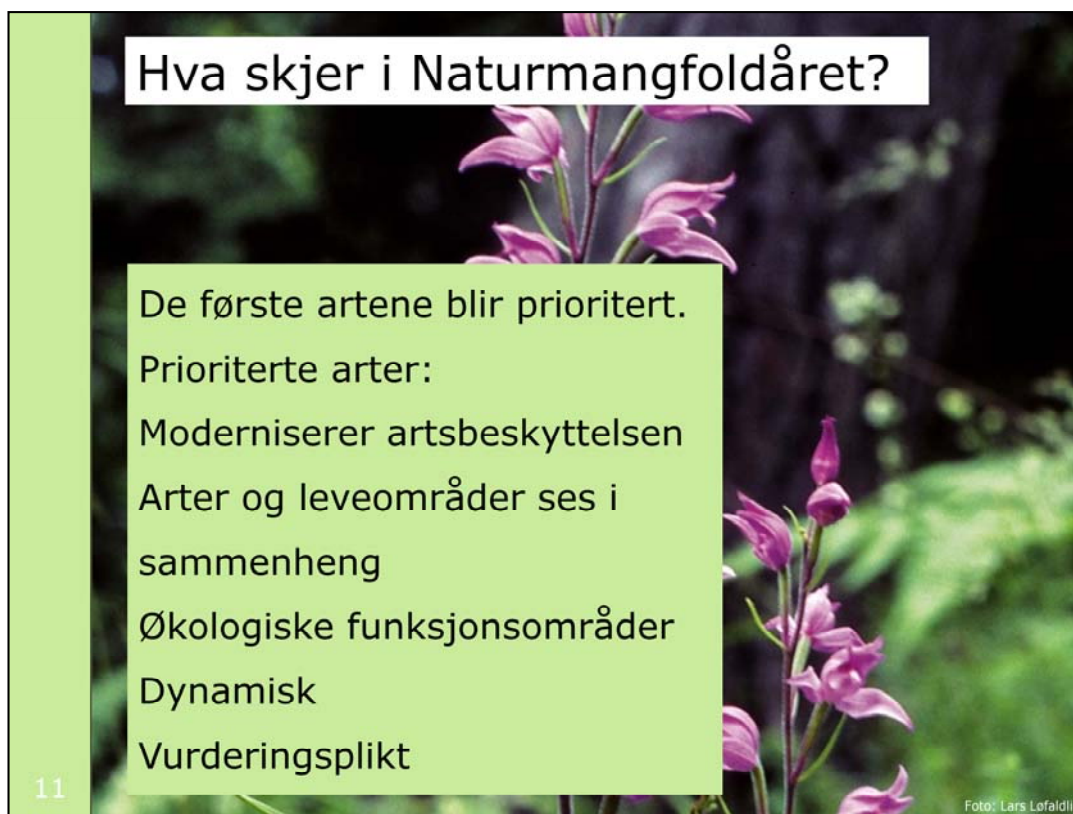 Hva skjer i Naturmangfoldåret?
De første artene blir prioritert.
Prioriterte arter:
Moderniserer artsbeskyttelsen
Arter og leveområder ses i
sammenheng
Økologiske funksjonsområder
Dynamisk
Vurderingsplikt
11
Foto: Lars Løfaldli